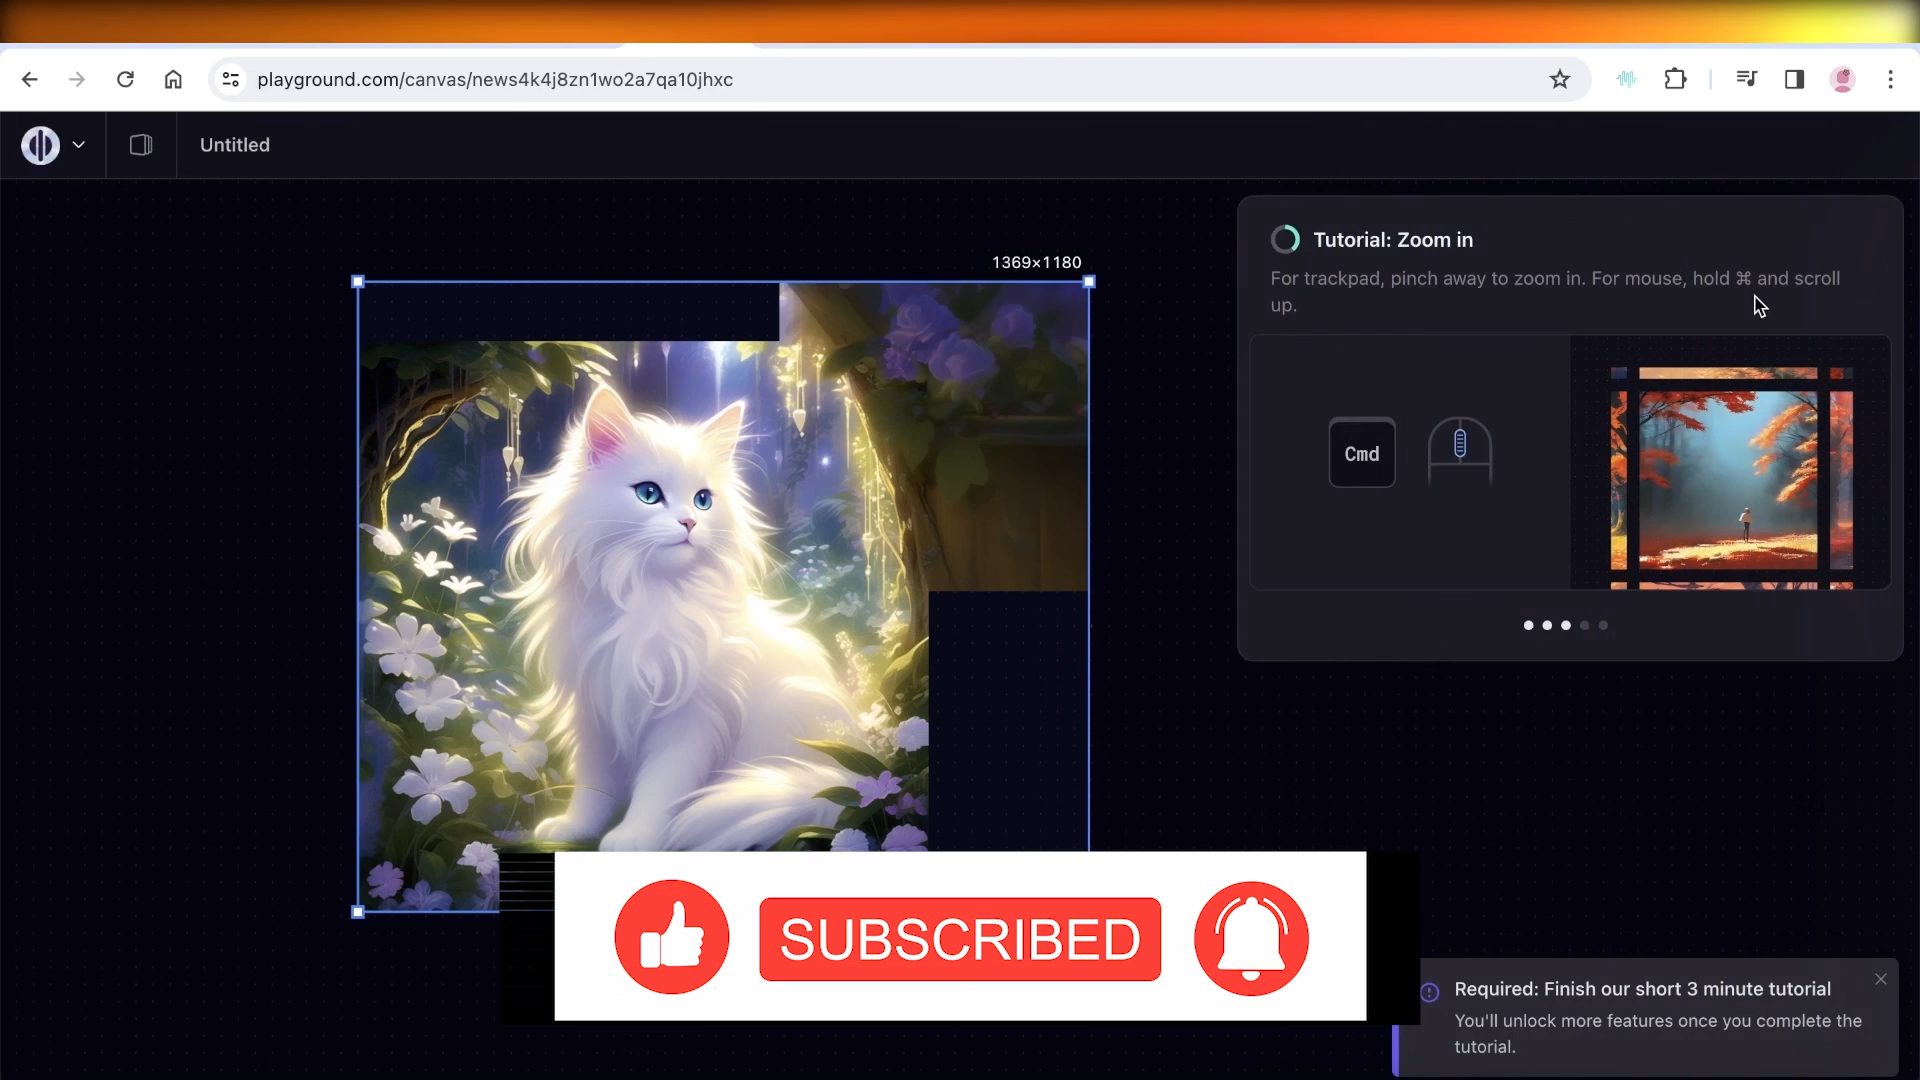 playground.com/canvas/news4k4j8zn1wo2a7qa10jhxc
Untitled
1369×1180
Tutorial: Zoom in
For trackpad, pinch away to zoom in. For mouse, hold ⌘ and scroll
up.
Cmd
SUBSCRIBED
Required: Finish our short 3 minute tutorial
You'll unlock more features once you complete the
tutorial.